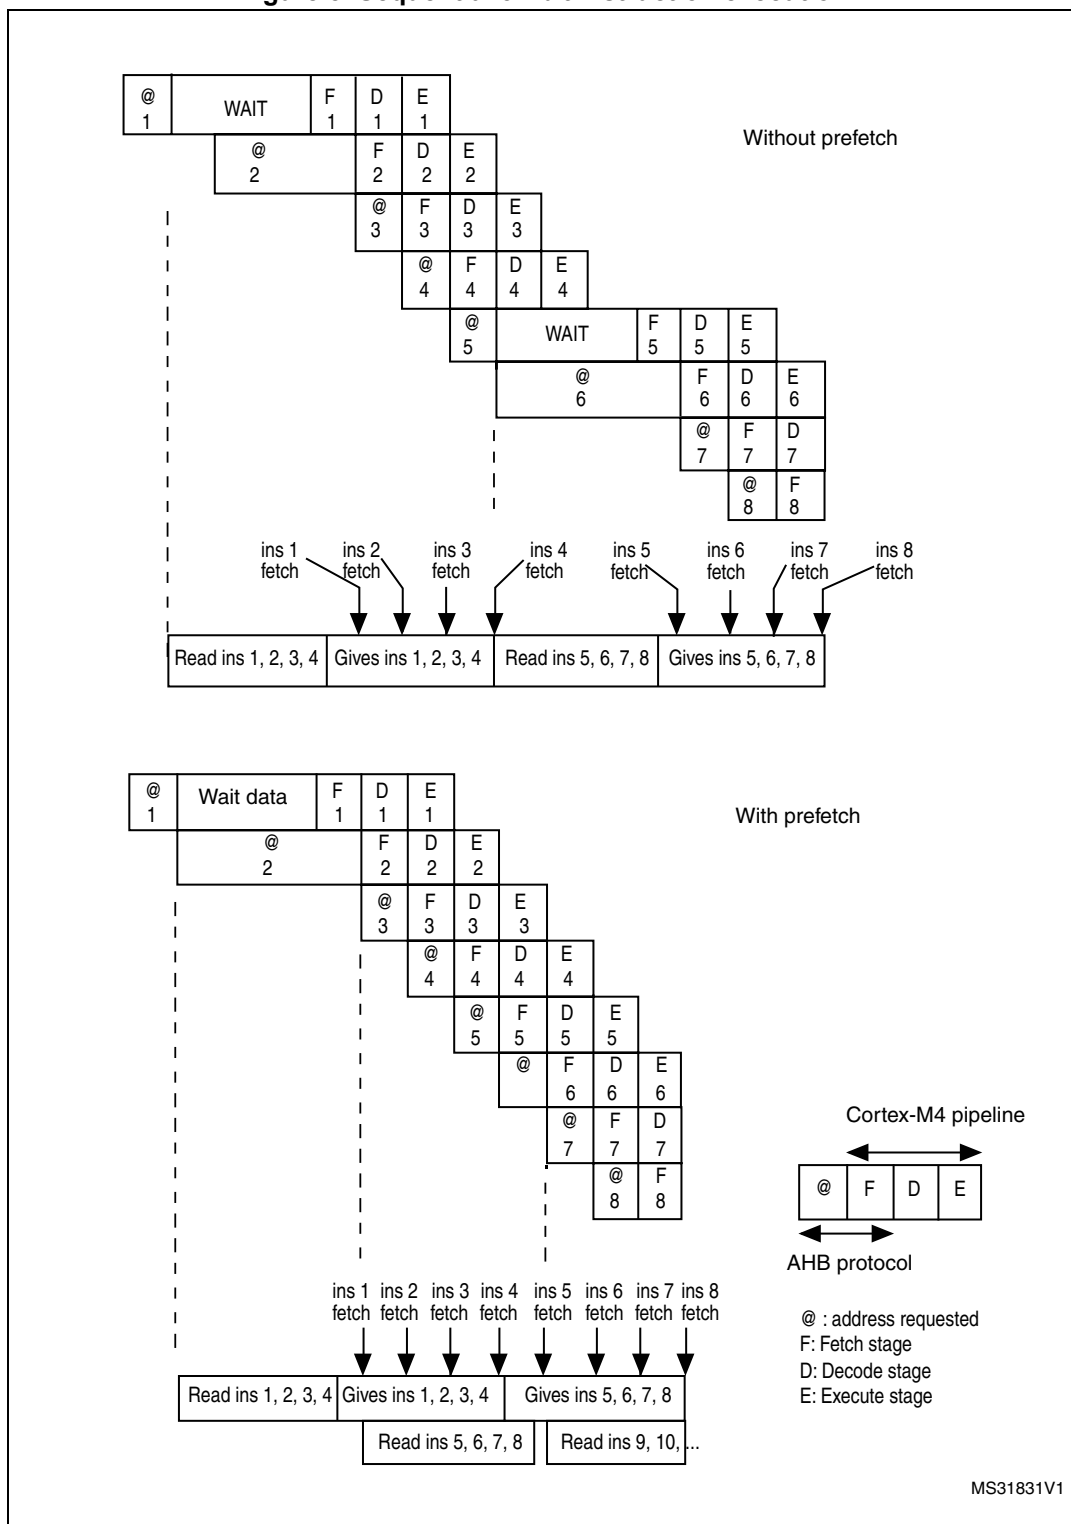 @ WAIT F D E
1 1 1 1
Without prefetch
@ F D E
2 2 2 2
@ F D E
3 3 3 3
@ F D E
4 4 4 4
@ WAIT F D E
5 5 5 5
@ F D E
6 6 6 6
@ F D
7 7 7
@ F
8 8
ins 1 ins 2 ins 3 ins 4 ins 5 ins 6 ins 7 ins 8
fetch fetch fetch fetch fetch fetch fetch fetch
Read ins 1, 2, 3, 4 Gives ins 1, 2, 3, 4 Read ins 5, 6, 7, 8 Gives ins 5, 6, 7, 8
@ Wait data F D E
1 1 1 1
With prefetch
@ F D E
2 2 2 2
@ F D E
3 3 3 3
@ F D E
4 4 4 4
@ F D E
5 5 5 5
@ F D E
6 6 6
@ F D
7 7 7
@ F
8 8
Cortex-M4 pipeline
@ F D E
AHB protocol
ins 1 ins 2 ins 3 ins 4 ins 5 ins 6 ins 7 ins 8
fetch fetch fetch fetch fetch fetch fetch fetch
@ : address requested
F: Fetch stage
D: Decode stage
E: Execute stage
Read ins 1, 2, 3, 4 Gives ins 1, 2, 3, 4 Gives ins 5, 6, 7, 8
Read ins 5, 6, 7, 8 Read ins 9, 10, ...
MS31831V1